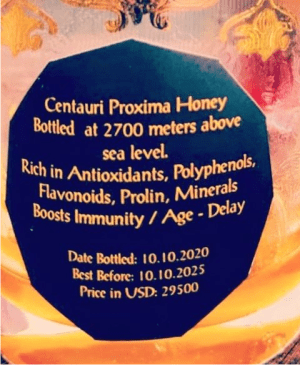 Centauri Proxima Honey
Bottled at 2700 meters above
sea level.
Rich in Antioxidants, Polyphenols,
Flavonoids, Prolin, Minerals
Boosts Immunity / Age - Delay
Date Bottled: 10.10.2020
Best Before: 10.10.2025
Price in USD: 29500